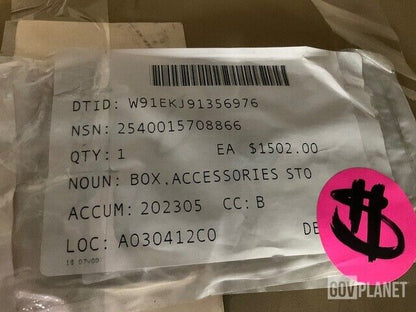 DTID: W91EKJ91356976
NSN: 2540015708866
QTY: 1 EA $1502.00
NOUN: BOX,ACCESSORIES STO
ACCUM: 202305 CC: B
LOC: A030412C0 DE
$
GOVPLANET